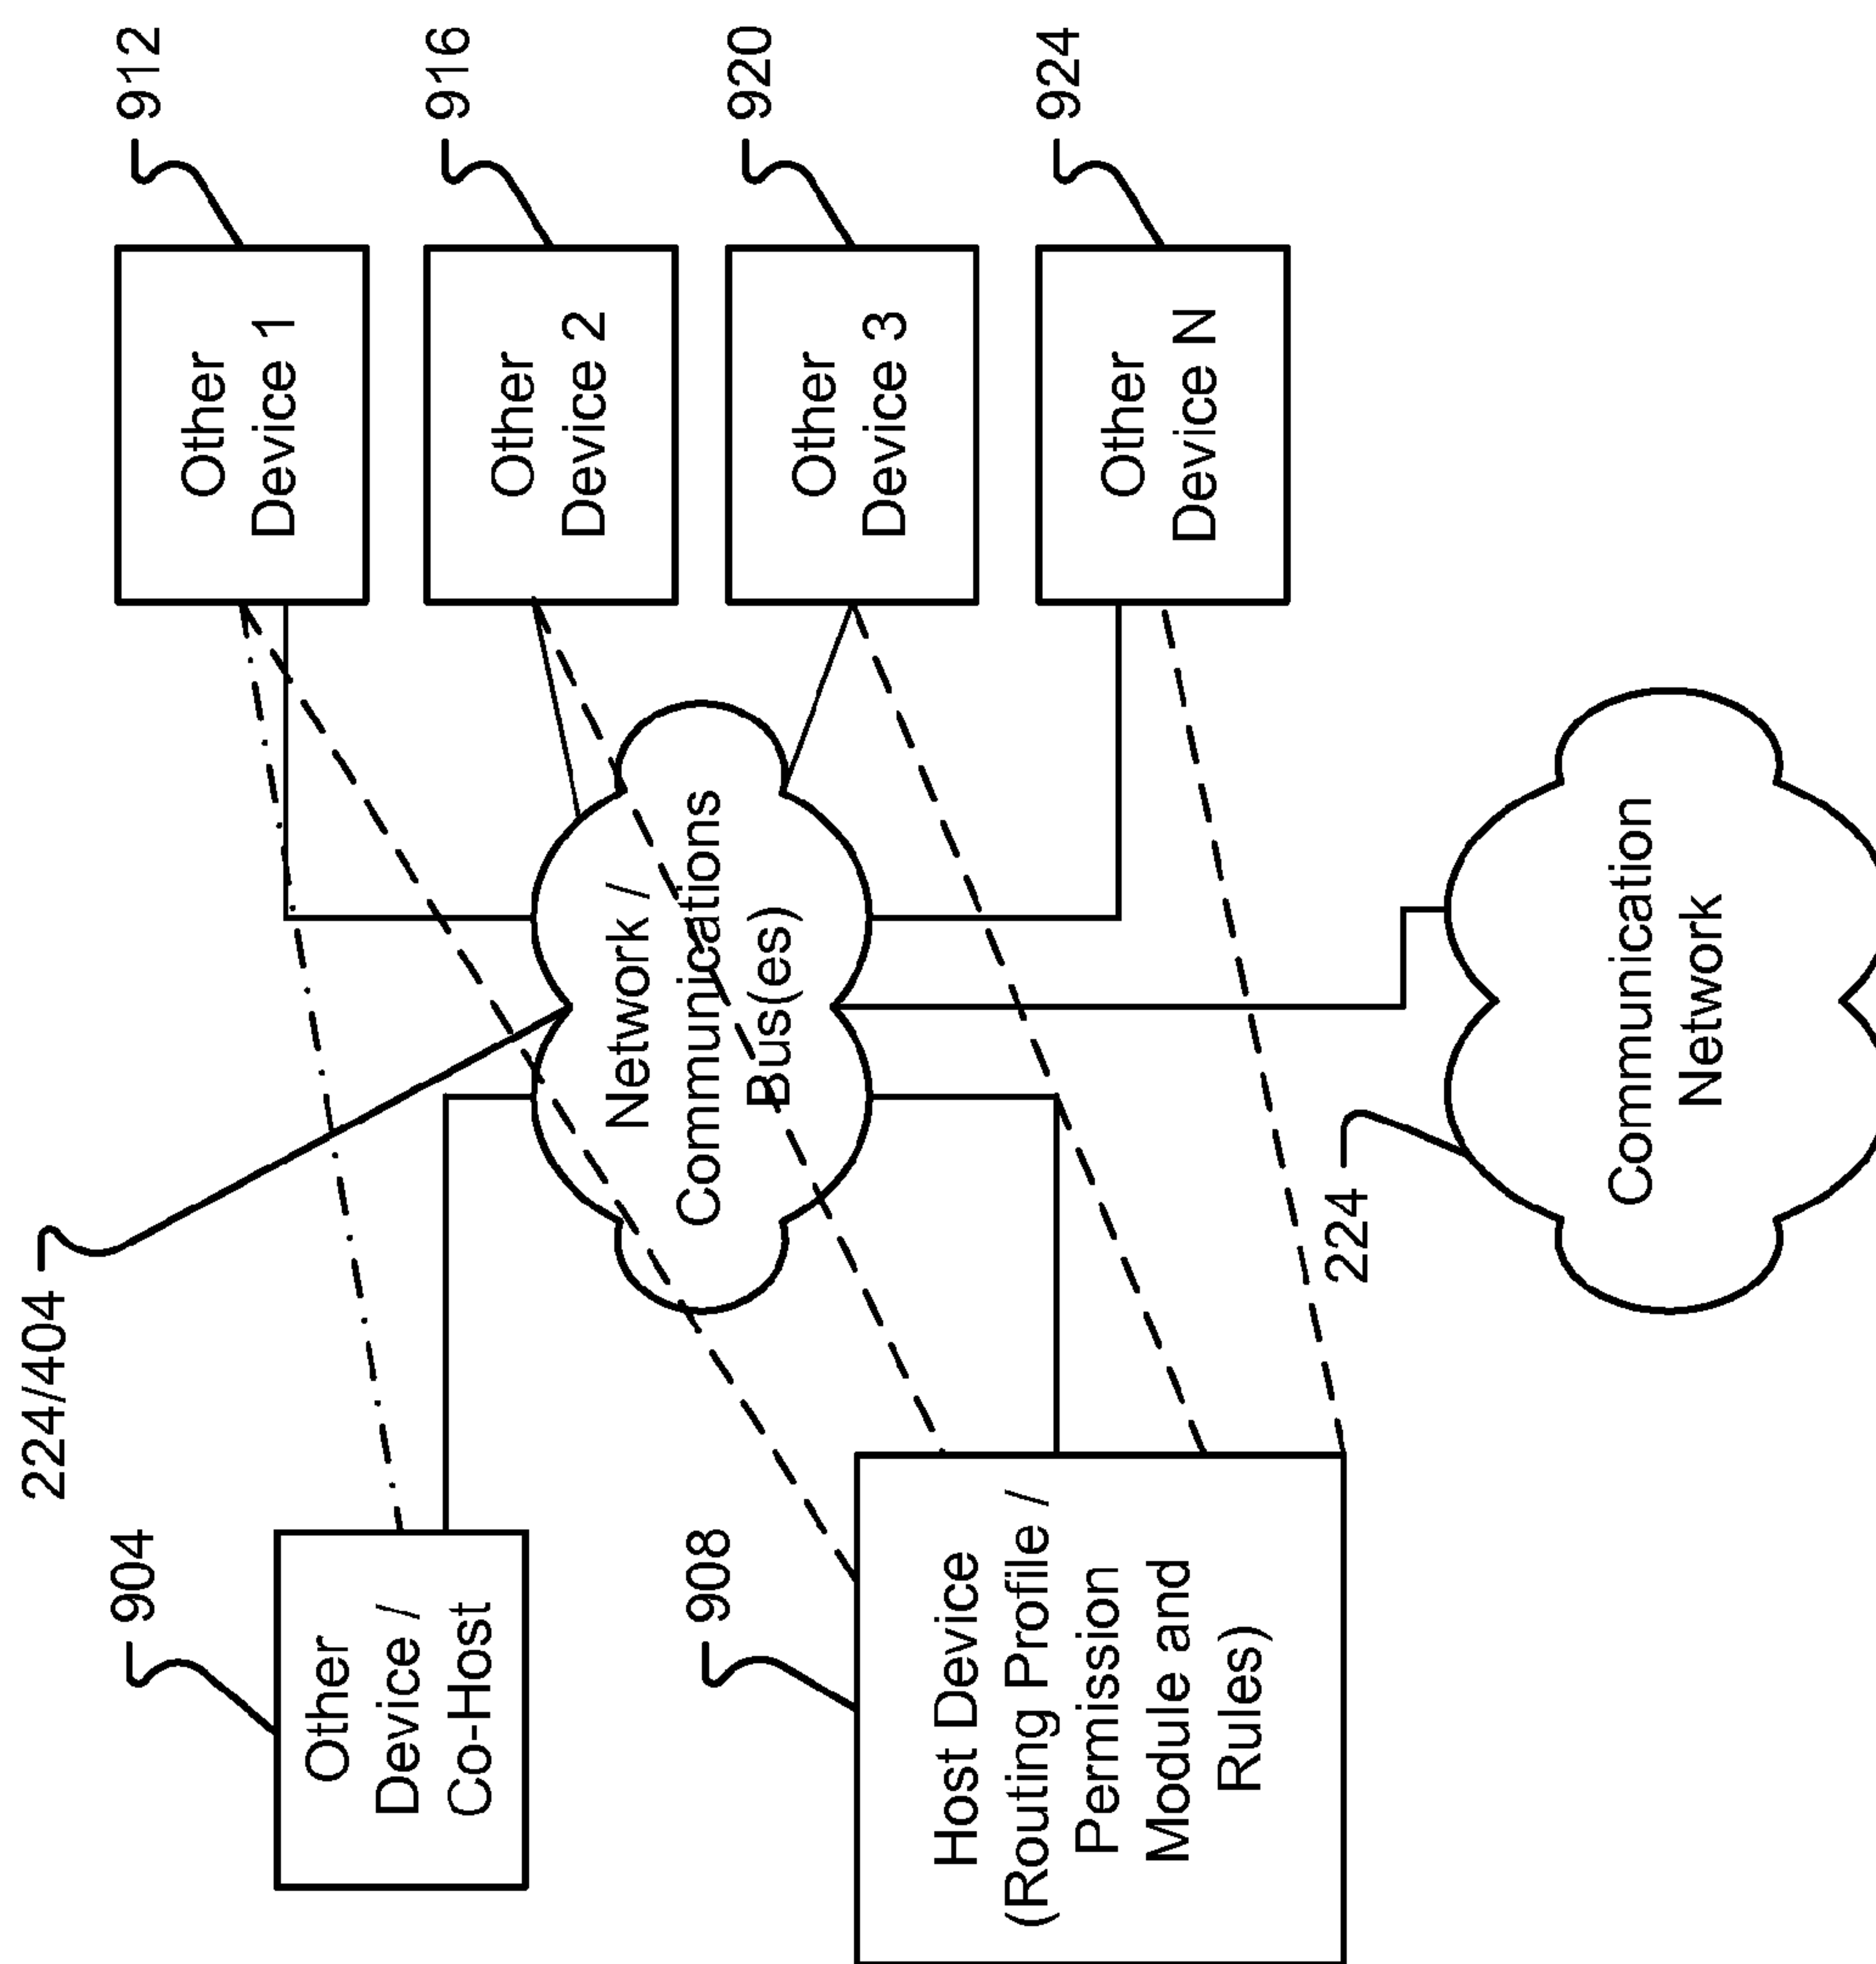 224/404
904
Other
Device /
Co-Host
908
Host Device
(Routing Profile /
Permission
Module and
Rules)
Network /
Communications
Bus(es)
224
Communication
Network
912
Other
Device 1
916
Other
Device 2
920
Other
Device 3
924
Other
Device N